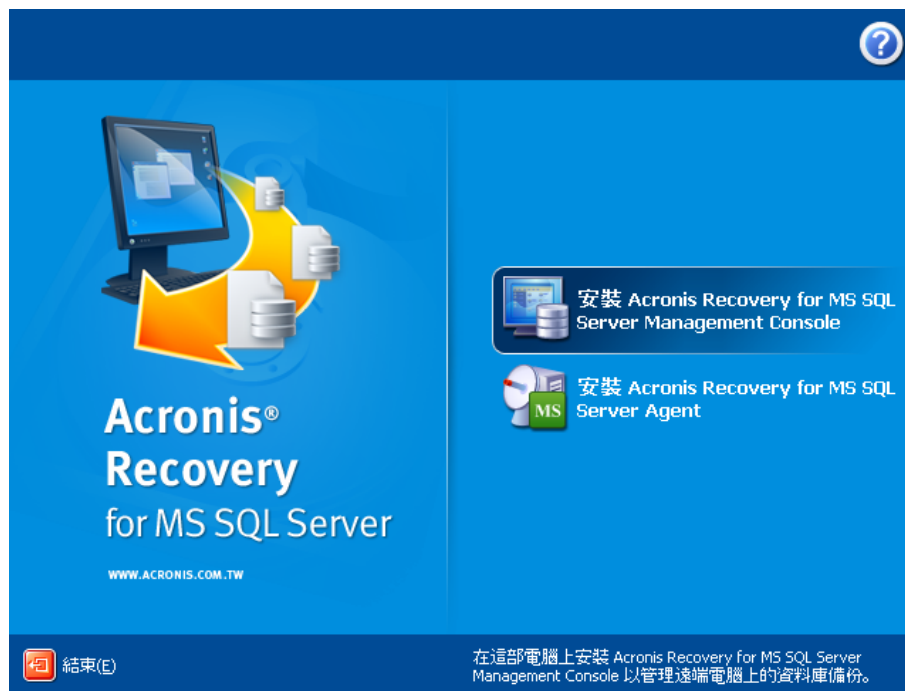 ?
安裝 Acronis Recovery for MS SQL
Server Management Console
安裝 Acronis Recovery for MS SQL
Server Agent
MS
Acronis®
Recovery
for MS SQL Server
WWW.ACRONIS.COM.TW
結束(E)
在這部電腦上安裝 Acronis Recovery for MS SQL Server
Management Console 以管理遠端電腦上的資料庫備份。